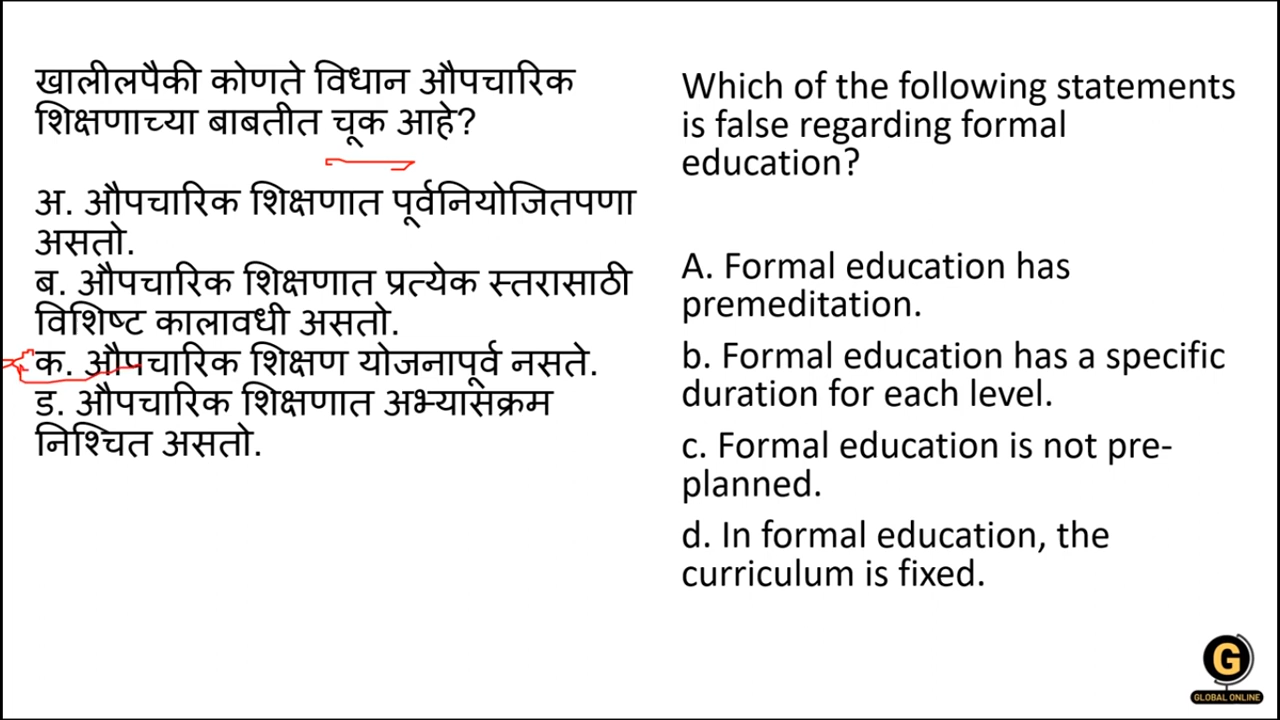 खालीलपैकी कोणते विधान औपचारिक
शिक्षणाच्या बाबतीत चूक आहे?
अ. औपचारिक शिक्षणात पूर्वनियोजितपणा
असतो.
ब. औपचारिक शिक्षणात प्रत्येक स्तरासाठी
विशिष्ट कालावधी असतो.
क. औपचारिक शिक्षण योजनापूर्व नसते.
ड. औपचारिक शिक्षणात अभ्यासक्रम
निश्चित असतो.
Which of the following statements
is false regarding formal
education?
A. Formal education has
premeditation.
b. Formal education has a specific
duration for each level.
c. Formal education is not pre-
planned.
d. In formal education, the
curriculum is fixed.
G
GLOBAL ONLINE